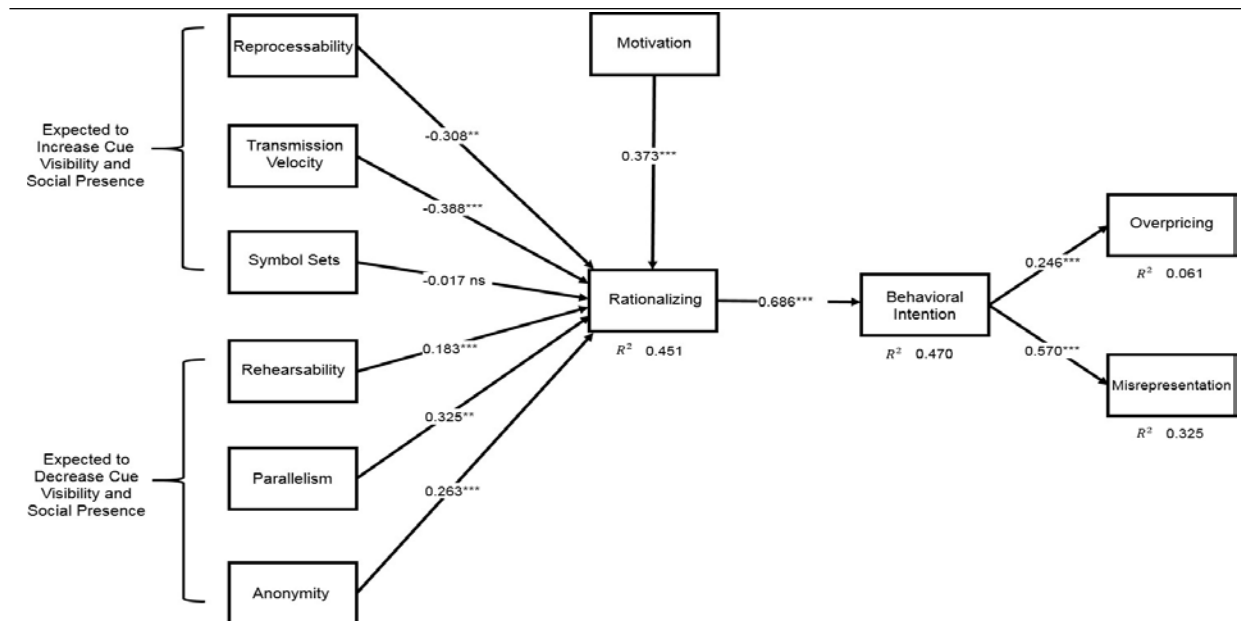 Reprocessability
Motivation
Expected to
Increase Cue
Visibility and
Social Presence
-0.308**
Transmission
Velocity
0.373***
-0.388***
Overpricing
Symbol Sets
-0.017 ns
0.246***
R² 0.061
Rationalizing
0.686***
Behavioral
Intention
R² 0.451
R² 0.470
Rehearsability
0.183***
0.570***
Misrepresentation
0.325**
R² 0.325
Expected to
Decrease Cue
Visibility and
Social Presence
Parallelism
0.263***
Anonymity